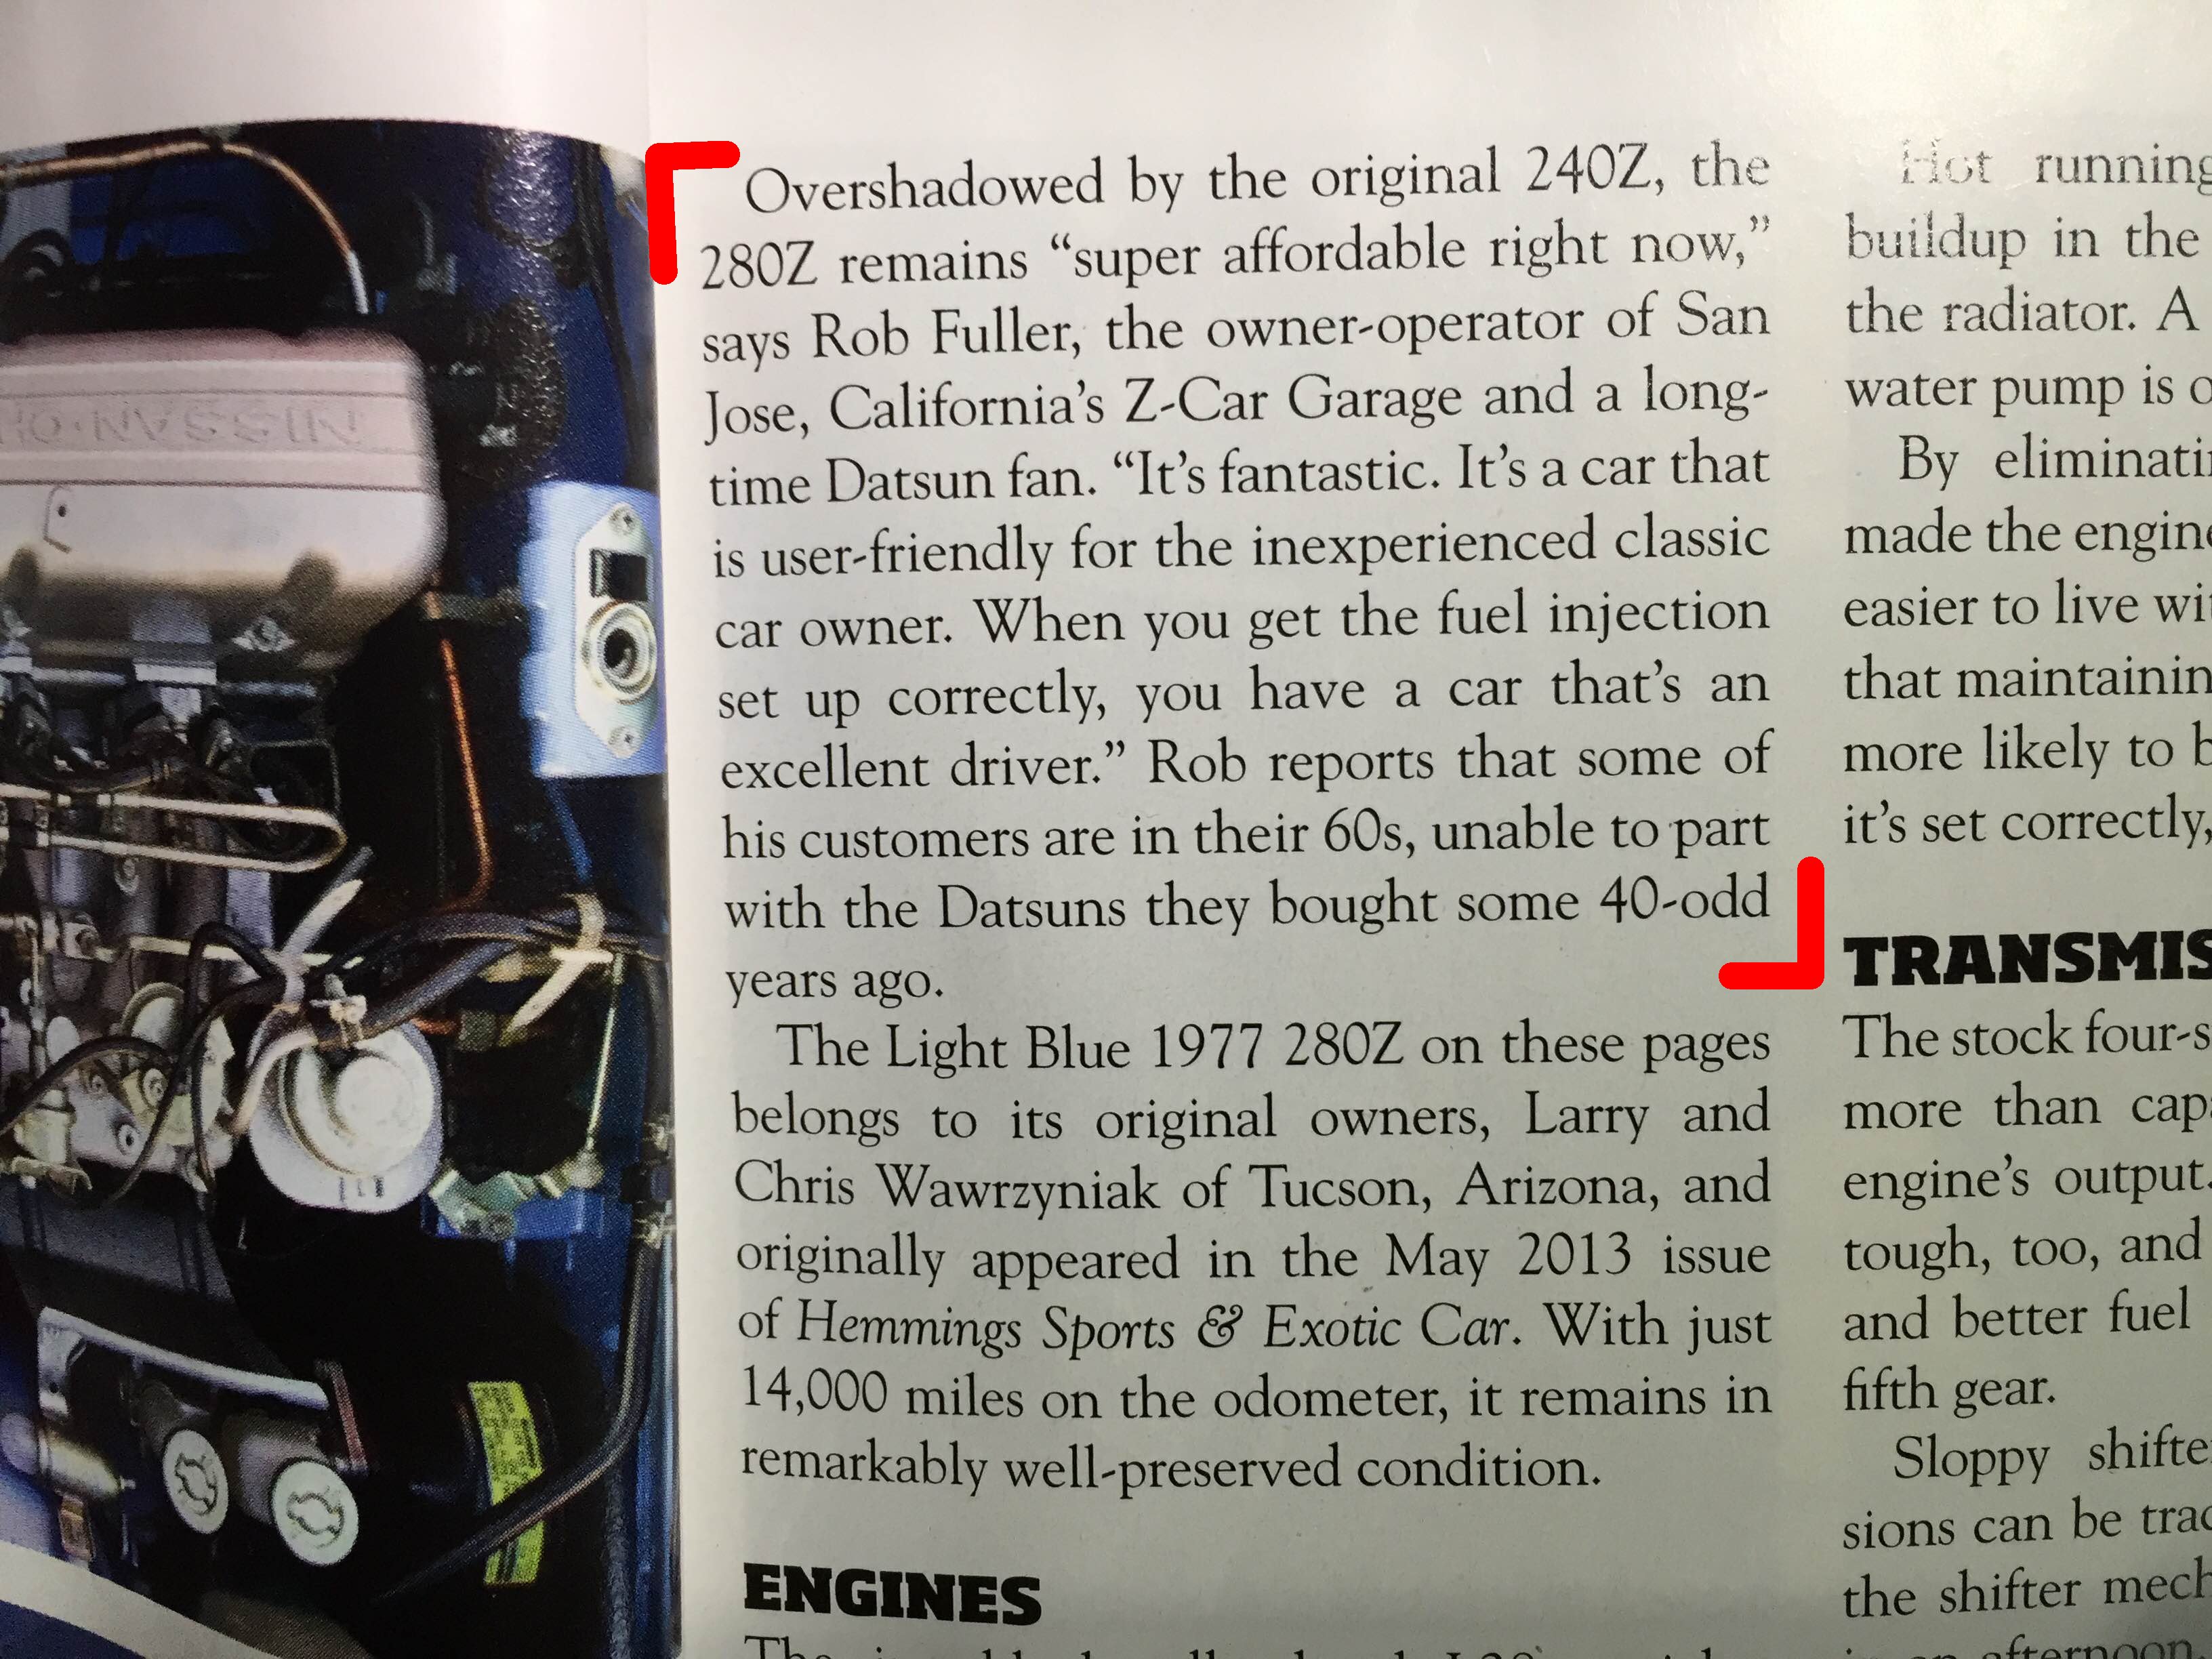 NISSAN
Overshadowed by the original 240Z, the
280Z remains “super affordable right now,”
says Rob Fuller, the owner-operator of San
Jose, California’s Z-Car Garage and a long-
time Datsun fan. “It’s fantastic. It’s a car that
is user-friendly for the inexperienced classic
car owner. When you get the fuel injection
set up correctly, you have a car that’s an
excellent driver.” Rob reports that some of
his customers are in their 60s, unable to part
with the Datsuns they bought some 40-odd
years ago.
The Light Blue 1977 280Z on these pages
belongs to its original owners, Larry and
Chris Wawrzyniak of Tucson, Arizona, and
originally appeared in the May 2013 issue
of Hemmings Sports & Exotic Car. With just
14,000 miles on the odometer, it remains in
remarkably well-preserved condition.
ENGINES
Hot running
buildup in the
the radiator. A
water pump is
By
made the
easier to live
that
more likely to
it’s set correctly,
The stock four-
more than
engine’s output.
tough, too, and
and better fuel
fifth gear.
Sloppy
sions can be
the shifter